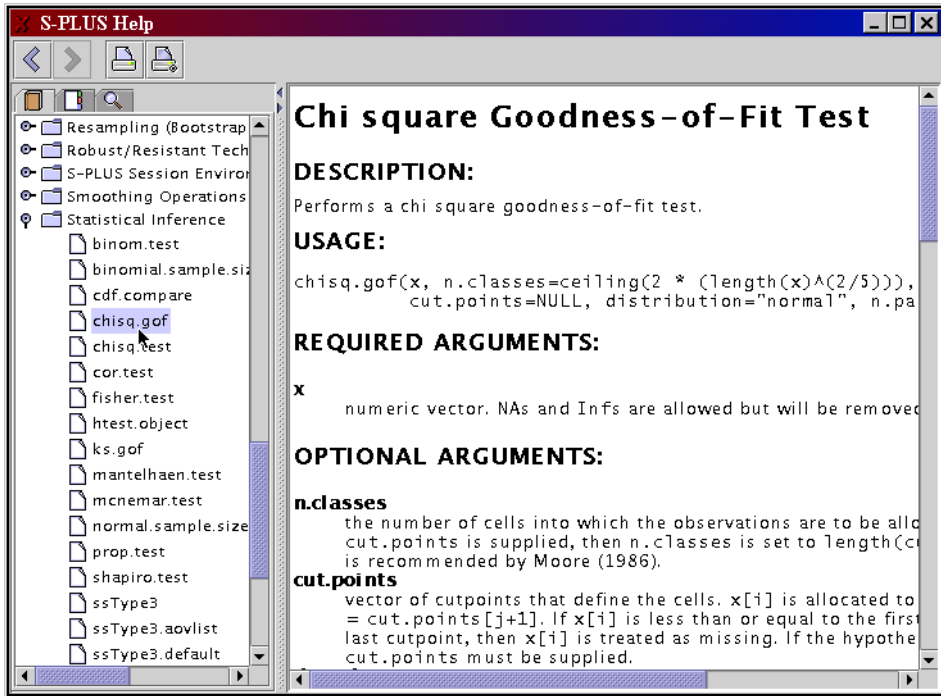 S-PLUS Help
Resampling (Bootstrap
Robust/Resistant Tech
S-PLUS Session Enviror
Smoothing Operations
Statistical Inference
binom.test
binomial.sample.siz
cdf.compare
chisq.gof
chisq.test
cor.test
fisher.test
htest.object
ks.gof
mantelhaen.test
mcnemar.test
normal.sample.size
prop.test
shapiro.test
ssType3
ssType3.aovlist
ssType3.default
Chi square Goodness-of-Fit Test
DESCRIPTION:
Performs a chi square goodness-of-fit test.
USAGE:
chisq.gof(x, n.classes=ceiling(2 * (length(x)^(2/5))),
cut.points=NULL, distribution="normal", n.pa
REQUIRED ARGUMENTS:
x
numeric vector. NAs and Infs are allowed but will be removed
OPTIONAL ARGUMENTS:
n.classes
the number of cells into which the observations are to be allo
cut.points is supplied, then n.classes is set to length(cu
is recommended by Moore (1986).
cut.points
vector of cutpoints that define the cells. x[i] is allocated to
= cut.points[j+1]. If x[i] is less than or equal to the first
last cutpoint, then x[i] is treated as missing. If the hypothe
cut.points must be supplied.